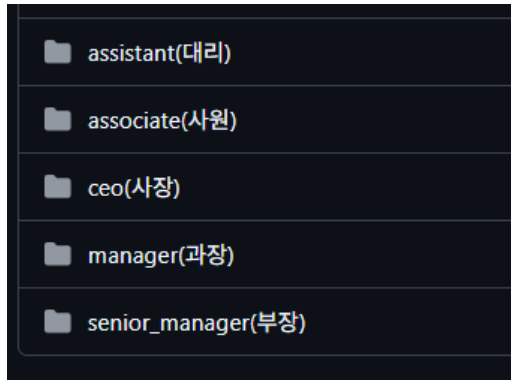 assistant(대리)
associate(사원)
ceo(사장)
manager(과장)
senior_manager(부장)